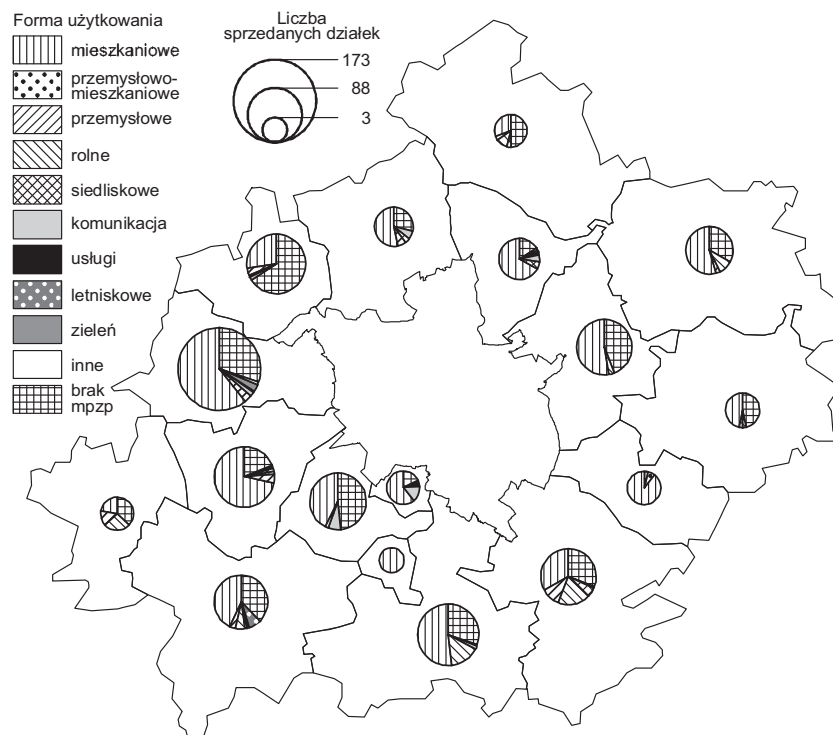 Forma użytkowania
mieszkaniowe
przemysłowo-
mieszkaniowe
przemysłowe
rolne
siedliskowe
komunikacja
usługi
letniskowe
zieleń
inne
brak
mpzp
Liczba
sprzedanych działek
173
88
3